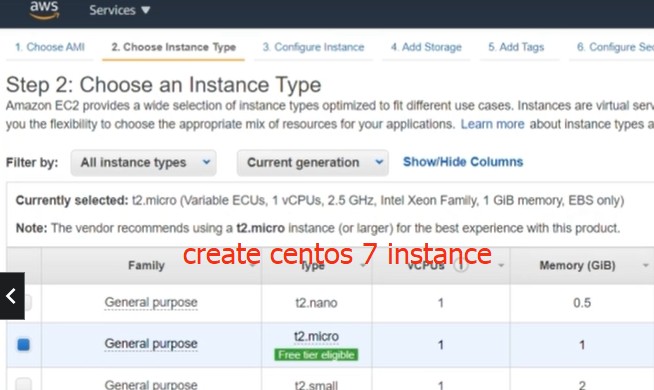 aws
Services
1. Choose AMI 2. Choose Instance Type 3. Configure Instance 4. Add Storage 5. Add Tags 6. Configure Sec
Step 2: Choose an Instance Type
Amazon EC2 provides a wide selection of instance types optimized to fit different use cases. Instances are virtual serv
you the flexibility to choose the appropriate mix of resources for your applications. Learn more about instance types a
Filter by: All instance types Current generation Show/Hide Columns
Currently selected: t2.micro (Variable ECUs, 1 vCPUs, 2.5 GHz, Intel Xeon Family, 1 GiB memory, EBS only)
Note: The vendor recommends using a t2.micro instance (or larger) for the best experience with this product.
create centos 7 instance
Family Type vCPUs Memory (GiB)
General purpose t2.nano 1 0.5
General purpose t2.micro 1 1
Free tier eligible
General purpose t2.small 1 2